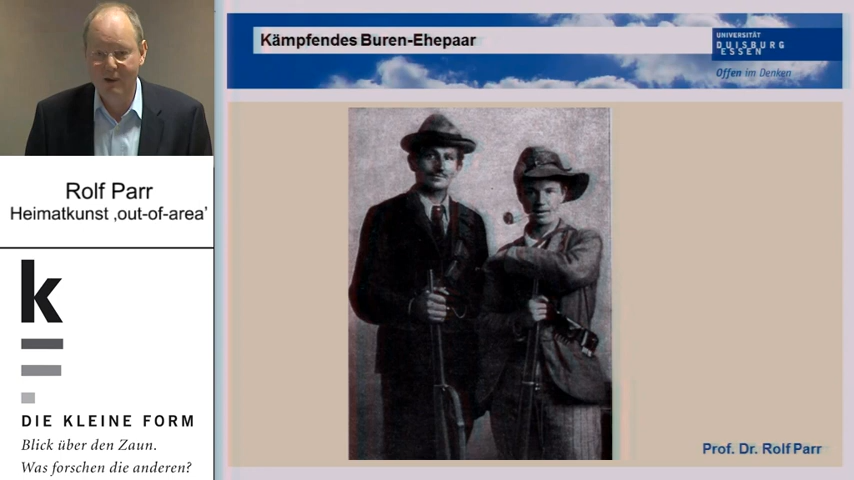 Kämpfendes Buren-Ehepaar
UNIVERSITÄT
DUISBURG
ESSEN
Offen im Denken
Rolf Parr
Heimatkunst ‚out-of-area’
k
DIE KLEINE FORM
Blick über den Zaun.
Was forschen die anderen?
Prof. Dr. Rolf Parr